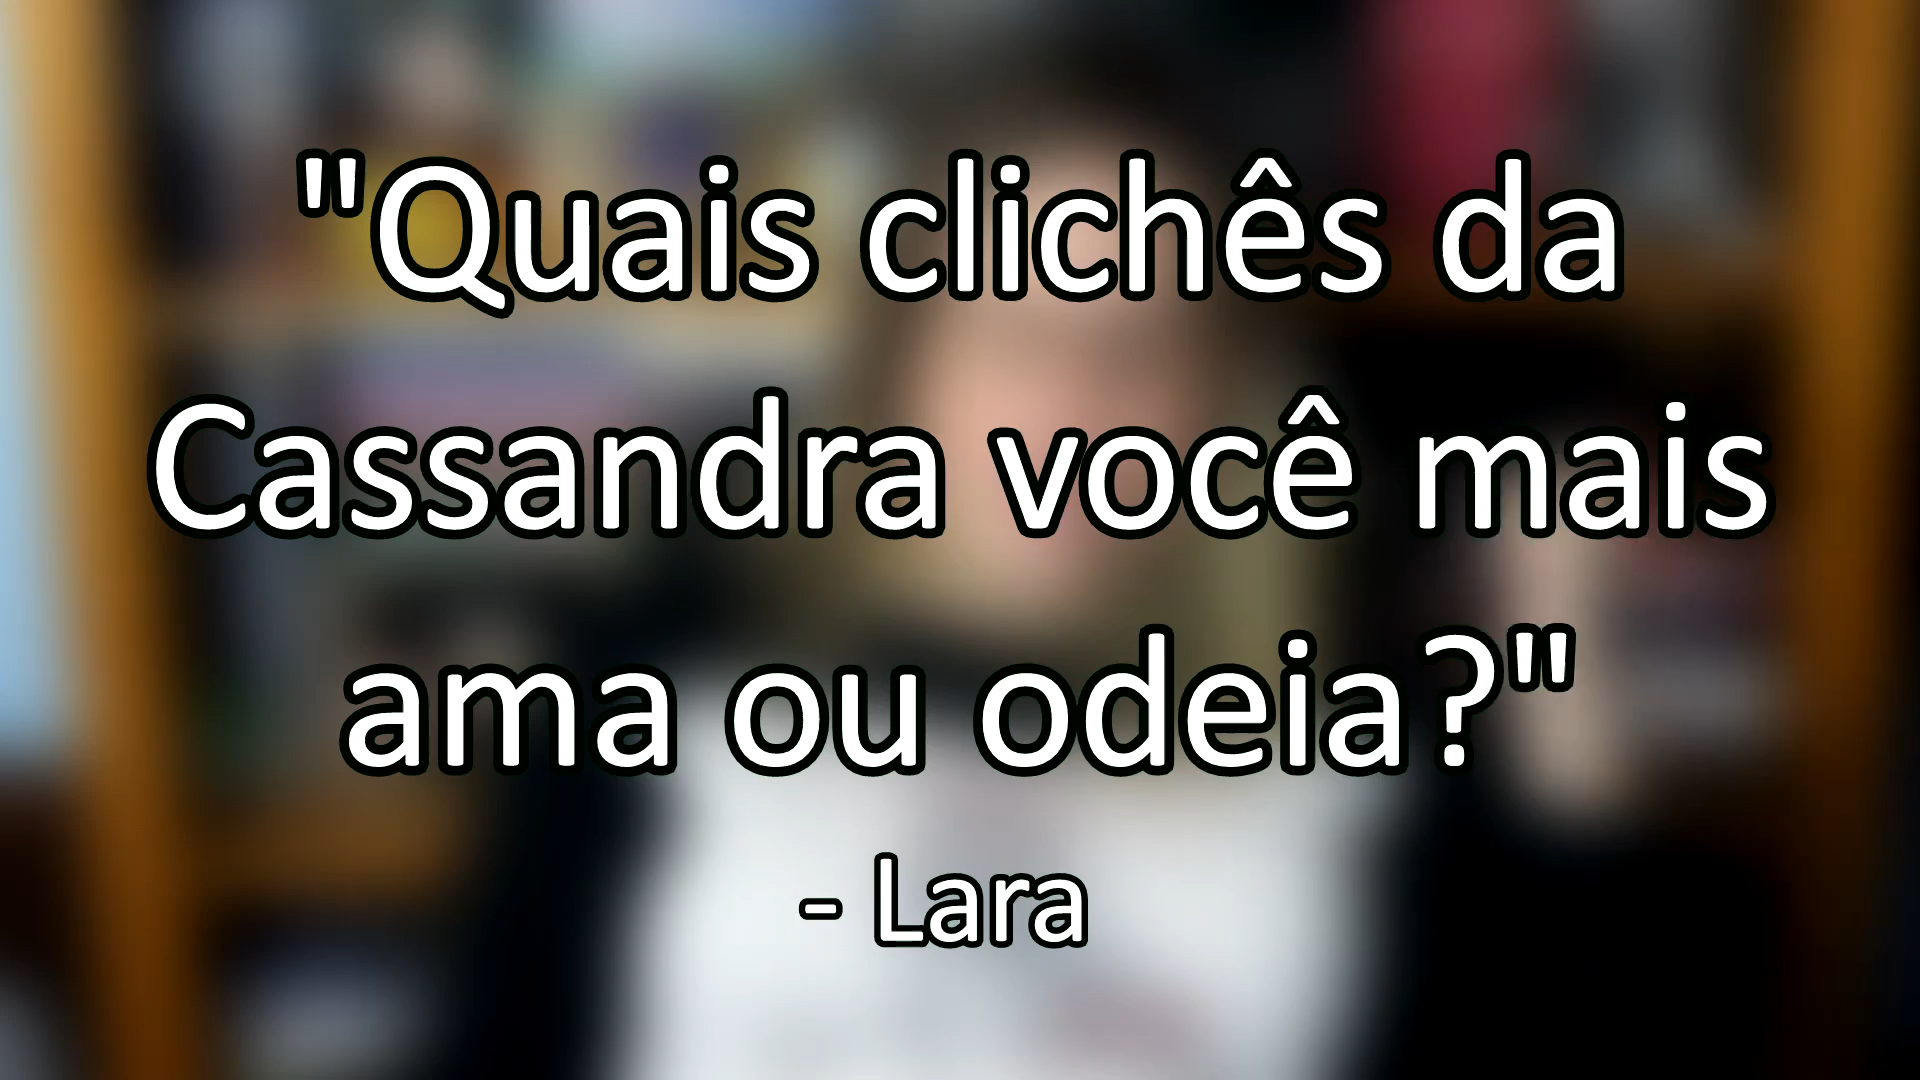 "Quais clichês da
Cassandra você mais
ama ou odeia?"
- Lara